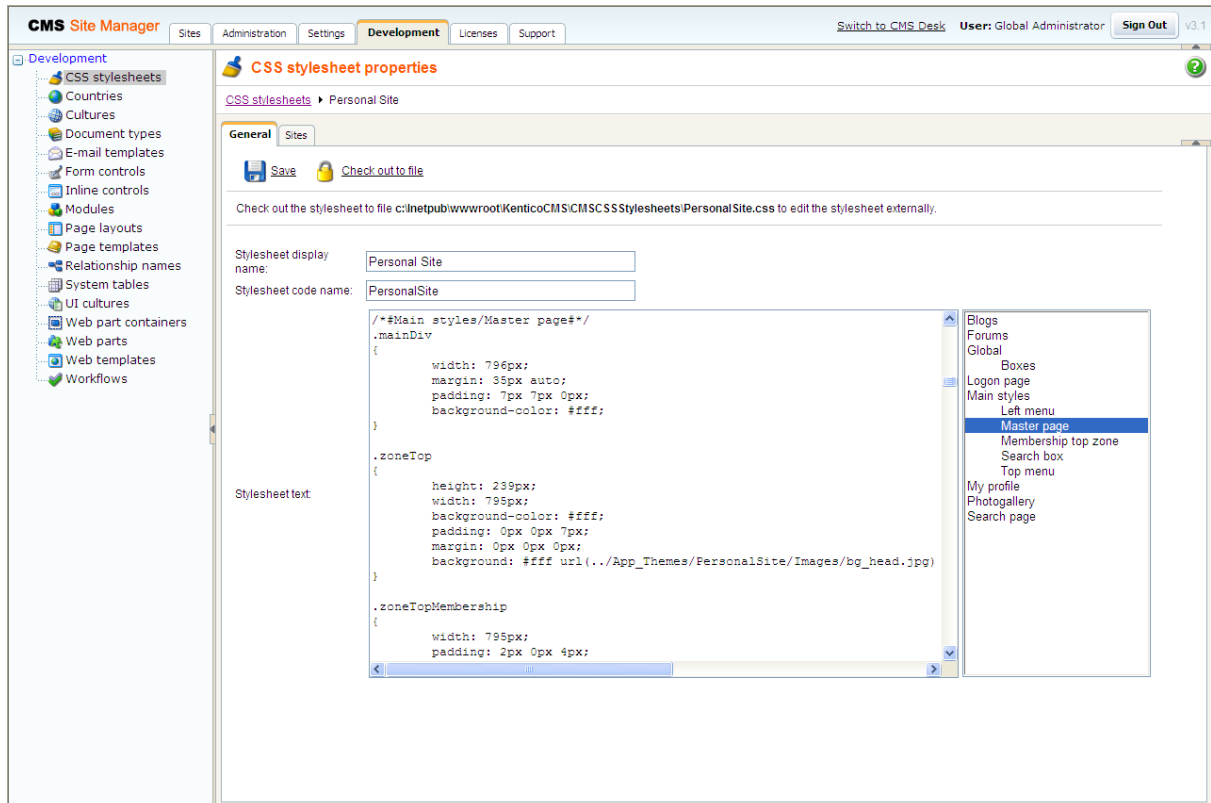 CMS Site Manager Sites Administration Settings Development Licenses Support Switch to CMS Desk User: Global Administrator Sign Out v3.1
Development
CSS stylesheets
Countries
Cultures
Document types
E-mail templates
Form controls
Inline controls
Modules
Page layouts
Page templates
Relationship names
System tables
UI cultures
Web part containers
Web parts
Web templates
Workflows
CSS stylesheet properties
CSS stylesheets Personal Site
General Sites
Save Check out to file
Check out the stylesheet to file c:\Inetpub\wwwroot\KenticoCMS\CMSCSSStylesheets\PersonalSite.css to edit the stylesheet externally.
Stylesheet display
name:
Personal Site
Stylesheet code name: PersonalSite
Stylesheet text:
/*#Main styles/Master page#*/
.mainDiv
{
width: 796px;
margin: 35px auto;
padding: 7px 7px 0px;
background-color: #fff;
}
.zoneTop
{
height: 239px;
width: 795px;
background-color: #fff;
padding: 0px 0px 7px;
margin: 0px 0px 0px;
background: #fff url(../App_Themes/PersonalSite/Images/bg_head.jpg)
}
.zoneTopMembership
{
width: 795px;
padding: 2px 0px 4px;
Blogs
Forums
Global
Boxes
Logon page
Main styles
Left menu
Master page
Membership top zone
Search box
Top menu
My profile
Photogallery
Search page